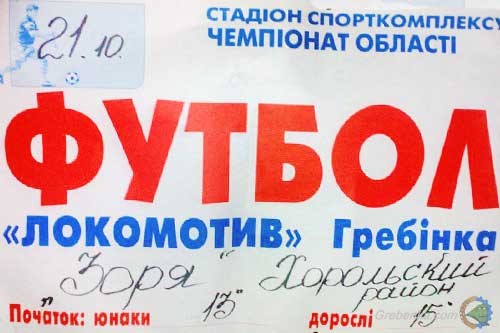 21.10.
СТАДІОН СПОРТКОМПЛЕКСУ
ЧЕМПІОНАТ ОБЛАСТІ
ФУТБОЛ
«ЛОКОМОТИВ» Гребінка
"Зоря" Хорольский
район
Початок: юнаки 13⁰⁰ дорослі 15⁰⁰